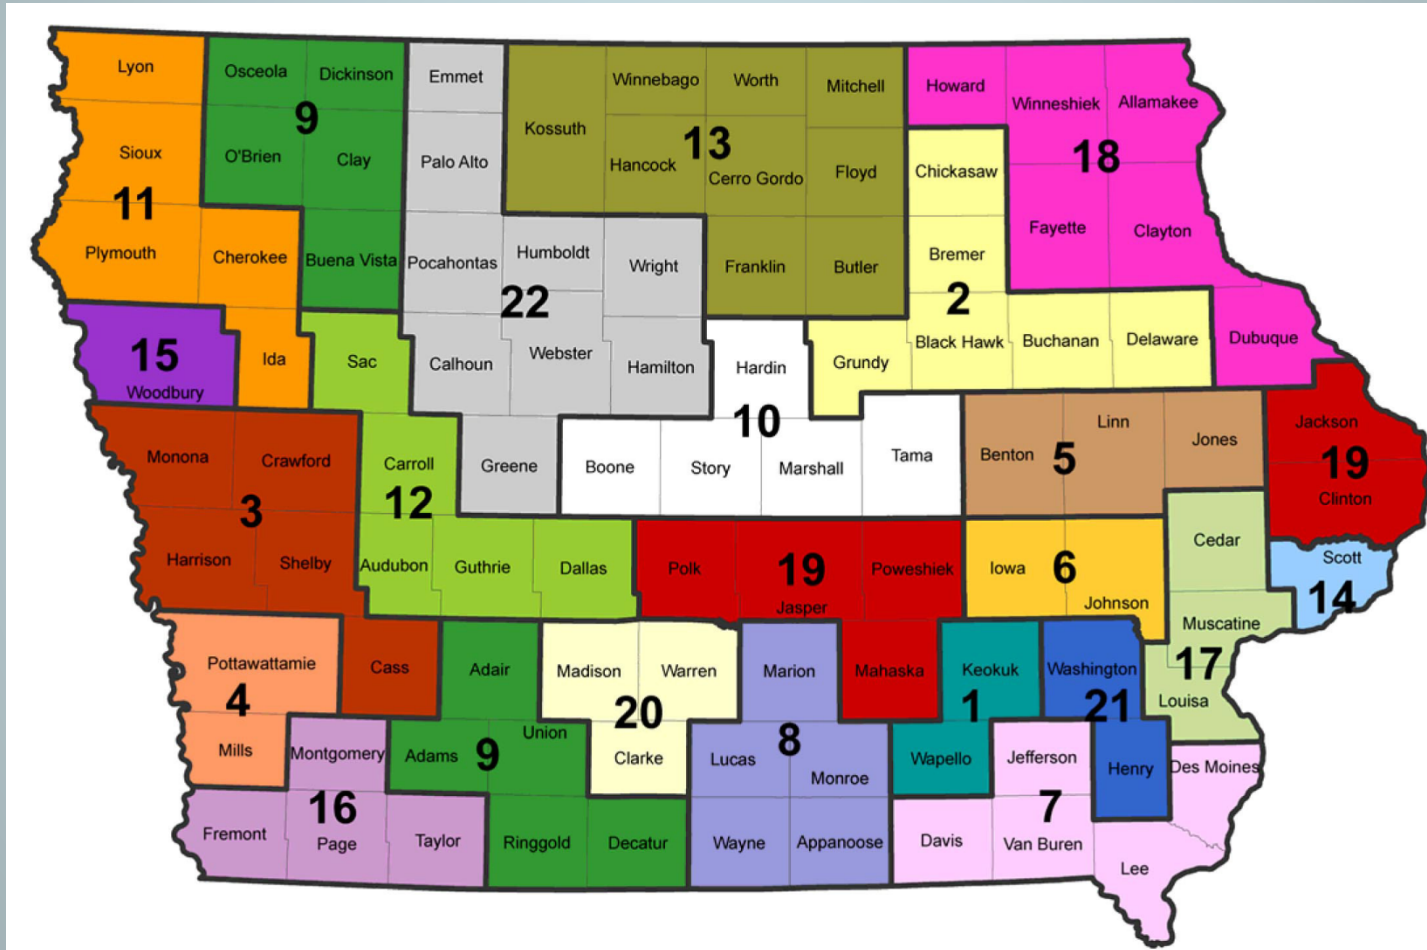 Lyon
Osceola
Dickinson
Emmet
Winnebago
Worth
Mitchell
Howard
Winneshiek
Allamakee
9
Kossuth
13
18
Sioux
O'Brien
Clay
Palo Alto
Hancock
Cerro Gordo
Floyd
Chickasaw
11
Plymouth
Cherokee
Buena Vista
Pocahontas
Humboldt
Wright
Franklin
Butler
Bremer
Fayette
Clayton
22
2
15
Woodbury
Ida
Sac
Calhoun
Webster
Hamilton
Hardin
Grundy
Black Hawk
Buchanan
Delaware
Dubuque
10
Monona
Crawford
Carroll
Greene
Boone
Story
Marshall
Tama
Benton
Linn
Jones
Jackson
5
19
Clinton
3
12
Harrison
Shelby
Audubon
Guthrie
Dallas
Polk
19
Jasper
Poweshiek
Iowa
6
Johnson
Cedar
Scott
14
Muscatine
Pottawattamie
Cass
Adair
Madison
Warren
Marion
Mahaska
Keokuk
Washington
17
Louisa
4
20
1
21
Mills
Montgomery
Adams
9
Union
Clarke
Lucas
8
Monroe
Wapello
Jefferson
Henry
Des Moines
16
7
Fremont
Page
Taylor
Ringgold
Decatur
Wayne
Appanoose
Davis
Van Buren
Lee